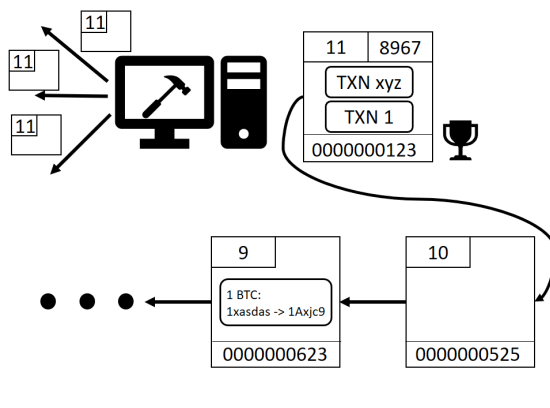 11
11
11
11 8967
TXN xyz
TXN 1
0000000123
9
1 BTC:
1xasdas -> 1Axjc9
0000000623
10
0000000525